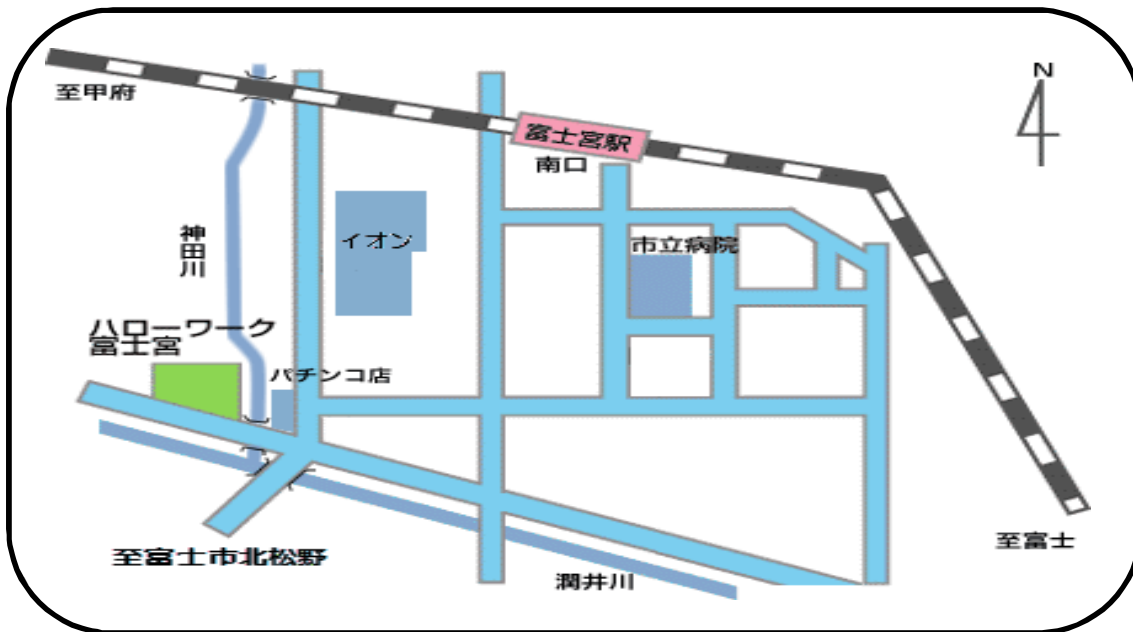 N
至甲府
富士宮駅
南口
神田川
イオン
市立病院
ハローワーク
富士宮
パチンコ店
至富士
至富士市北松野
潤井川